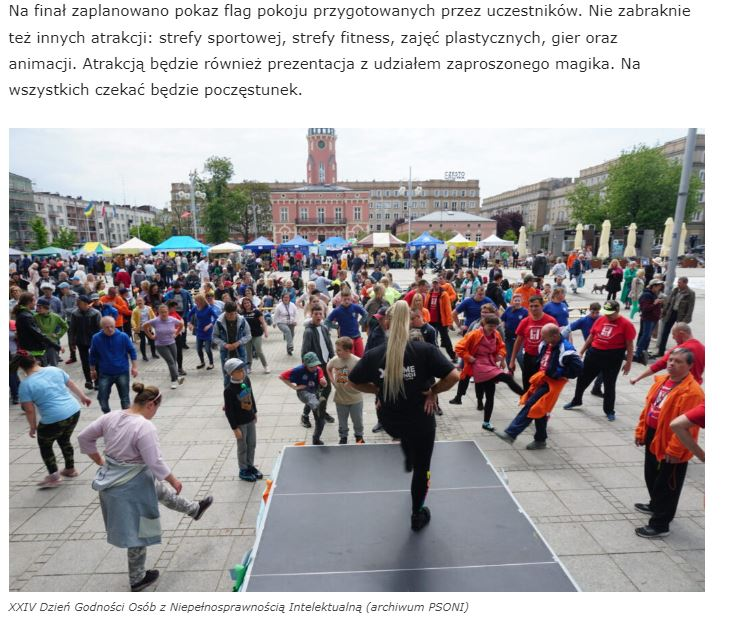 Na finał zaplanowano pokaz flag pokoju przygotowanych przez uczestników. Nie zabraknie
też innych atrakcji: strefy sportowej, strefy fitness, zajęć plastycznych, gier oraz
animacji. Atrakcją będzie również prezentacja z udziałem zaproszonego magika. Na
wszystkich czekać będzie poczęstunek.
XXIV Dzień Godności Osób z Niepełnosprawnością Intelektualną (archiwum PSONI)